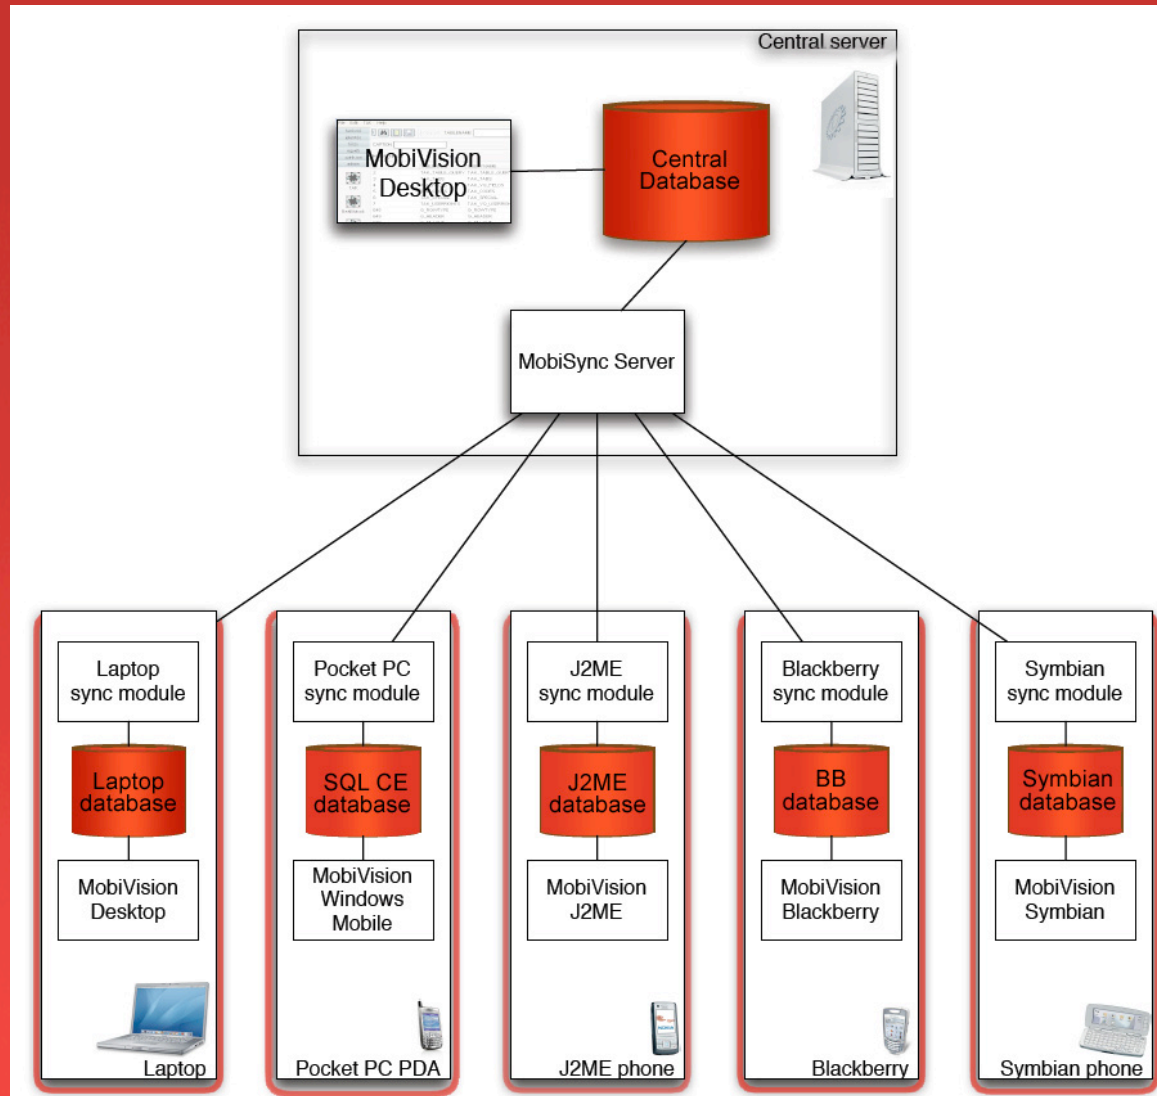 Central server
MobiVision
Desktop
Central
Database
MobiSync Server
Laptop
sync module
Pocket PC
sync module
J2ME
sync module
Blackberry
sync module
Symbian
sync module
Laptop
database
SQL CE
database
J2ME
database
BB
database
Symbian
database
MobiVision
Desktop
MobiVision
Windows
Mobile
MobiVision
J2ME
MobiVision
Blackberry
MobiVision
Symbian
Laptop
Pocket PC PDA
J2ME phone
Blackberry
Symbian phone